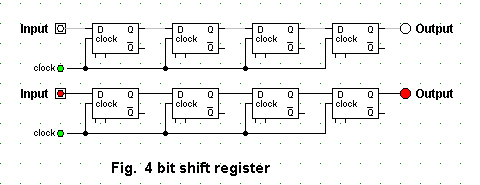 Input D Q D Q D Q D Q Output
clock clock clock clock
Q Q Q Q
clock
Input D Q D Q D Q D Q Output
clock clock clock clock
Q Q Q Q
clock
Fig. 4 bit shift register